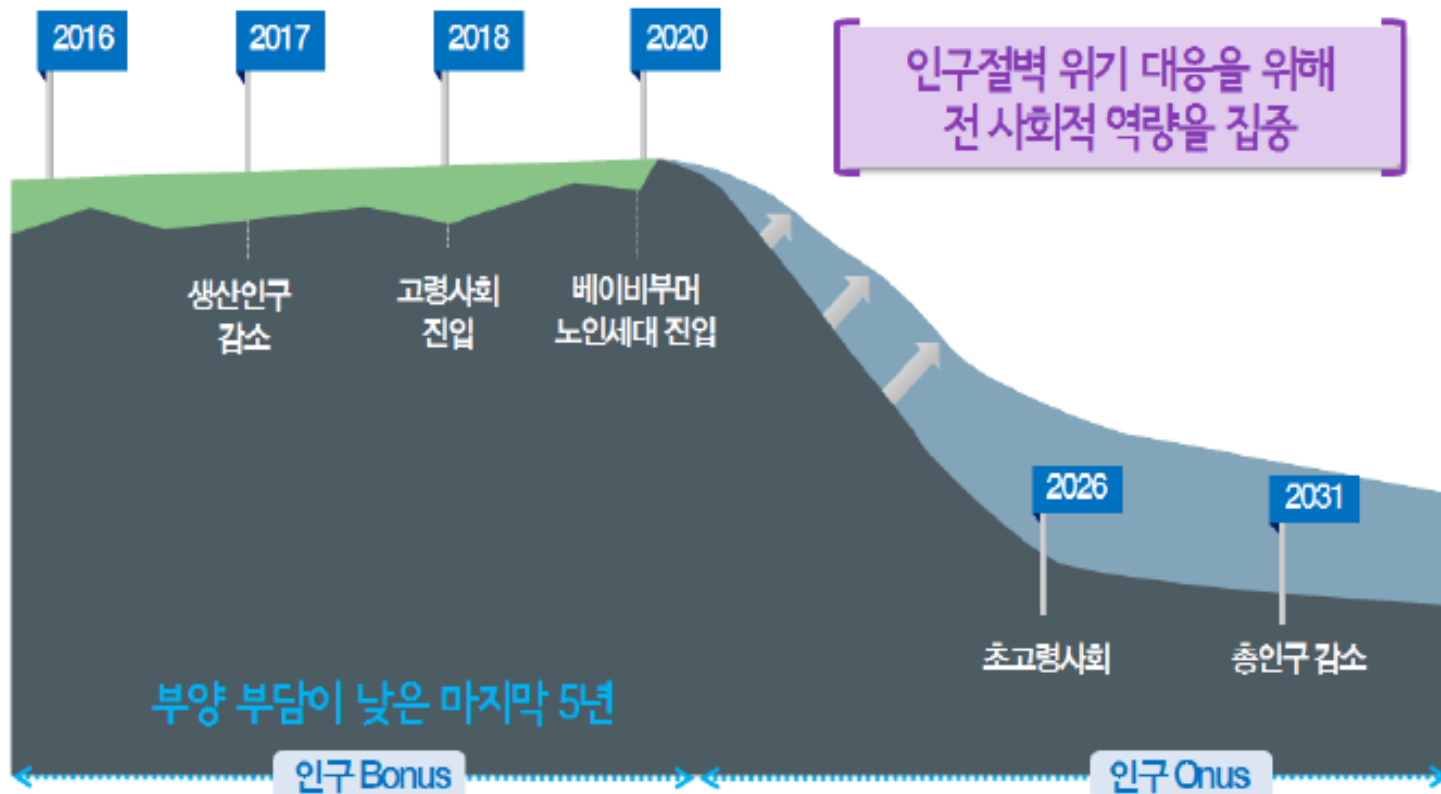 2016
2017
2018
2020
인구절벽 위기 대응을 위해
전 사회적 역량을 집중
생산인구
감소
고령사회
진입
베이비부머
노인세대 진입
2026
2031
초고령사회
총인구 감소
부양 부담이 낮은 마지막 5년
인구 Bonus
인구 Onus